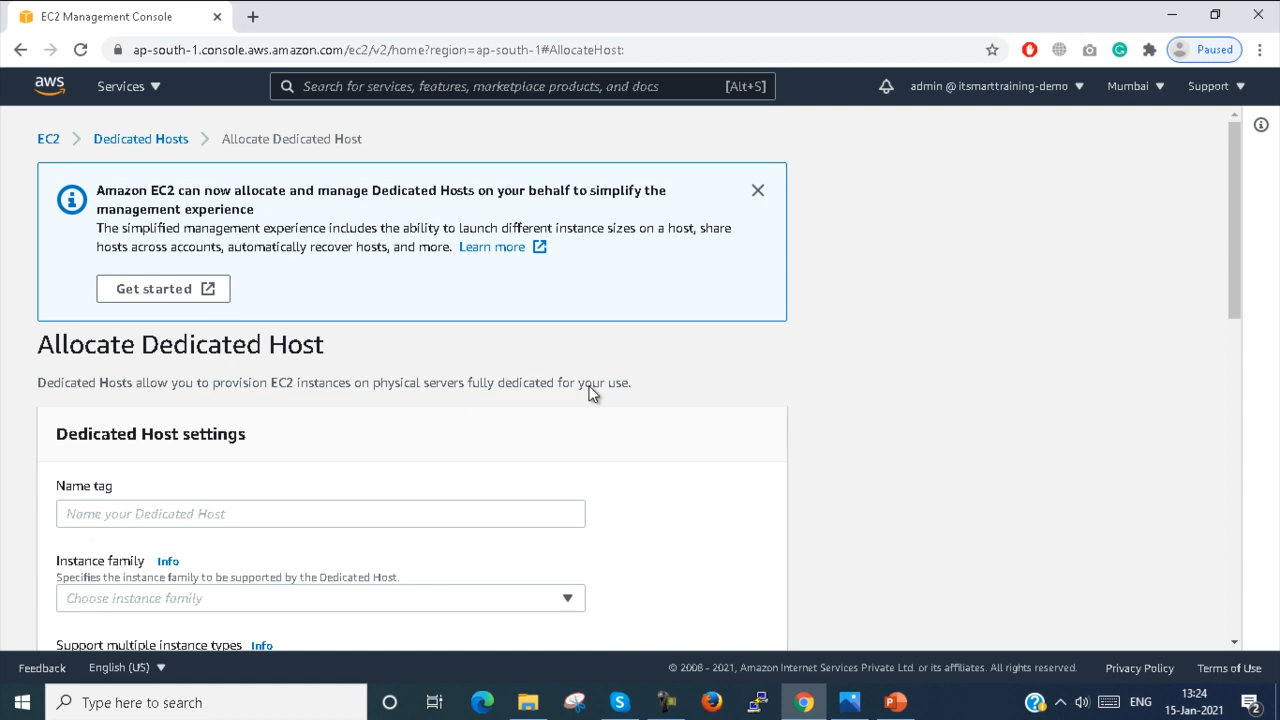 EC2 Management Console
ap-south-1.console.aws.amazon.com/ec2/v2/home?region=ap-south-1#AllocateHost:
Paused
aws
Services
Search for services, features, marketplace products, and docs
[Alt+S]
admin @ itsmarttraining-demo
Mumbai
Support
EC2
Dedicated Hosts
Allocate Dedicated Host
Amazon EC2 can now allocate and manage Dedicated Hosts on your behalf to simplify the
management experience
The simplified management experience includes the ability to launch different instance sizes on a host, share
hosts across accounts, automatically recover hosts, and more. Learn more
Get started
Allocate Dedicated Host
Dedicated Hosts allow you to provision EC2 instances on physical servers fully dedicated for your use.
Dedicated Host settings
Name tag
Name your Dedicated Host
Instance family Info
Specifies the instance family to be supported by the Dedicated Host.
Choose instance family
Support multiple instance types Info
Feedback
English (US)
© 2008 - 2021, Amazon Internet Services Private Ltd. or its affiliates. All rights reserved.
Privacy Policy
Terms of Use
Type here to search
ENG
13:24
15-Jan-2021
2